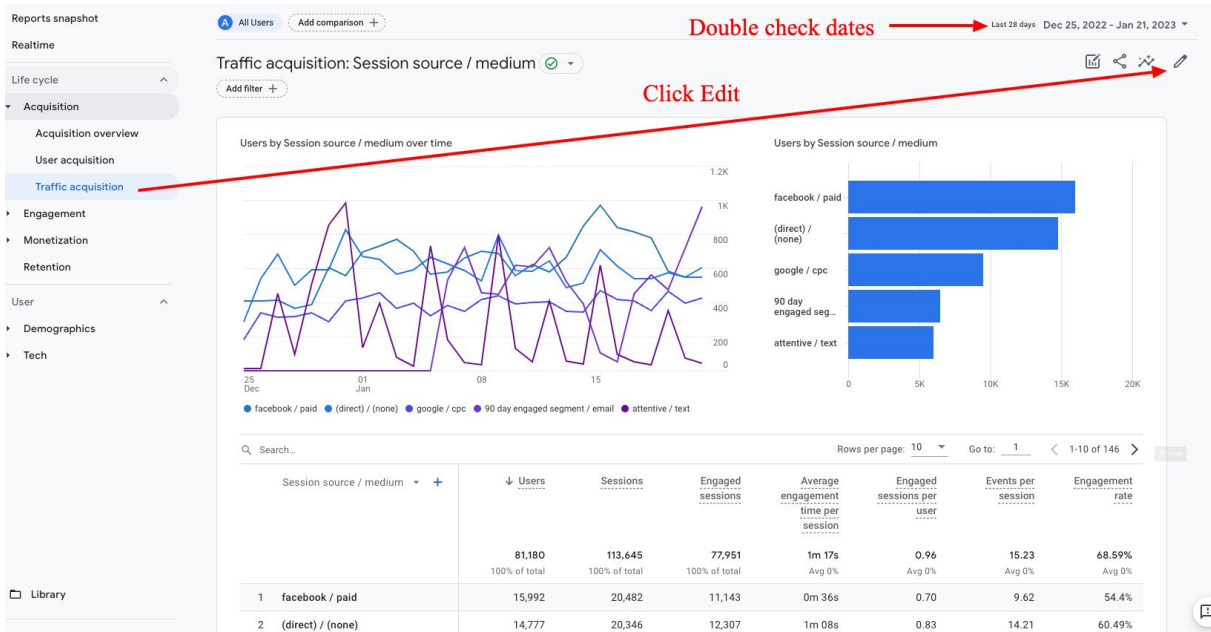 Reports snapshot
Realtime
Life cycle
Acquisition
Acquisition overview
User acquisition
Traffic acquisition
Engagement
Monetization
Retention
User
Demographics
Tech
Library
A All Users Add comparison +
Double check dates
Last 28 days Dec 25, 2022 - Jan 21, 2023
Traffic acquisition: Session source / medium
Add filter +
Click Edit
Users by Session source / medium over time
1.2K
1K
800
600
400
200
0
25 Dec
01 Jan
08
15
facebook / paid (direct) / (none) google / cpc 90 day engaged segment / email attentive / text
Users by Session source / medium
facebook / paid
(direct) /
(none)
google / cpc
90 day
engaged seg...
attentive / text
0 5K 10K 15K 20K
Search...
Rows per page: 10 Go to: 1 < 1-10 of 146 >
Session source / medium +
↓ Users
Sessions
Engaged
sessions
Average
engagement
time per
session
Engaged
sessions per
user
Events per
session
Engagement
rate
81,180 113,645 77,951 1m 17s 0.96 15.23 68.59%
100% of total 100% of total 100% of total Avg 0% Avg 0% Avg 0% Avg 0%
1 facebook / paid 15,992 20,482 11,143 0m 36s 0.70 9.62 54.4%
2 (direct) / (none) 14,777 20,346 12,307 1m 08s 0.83 14.21 60.49%